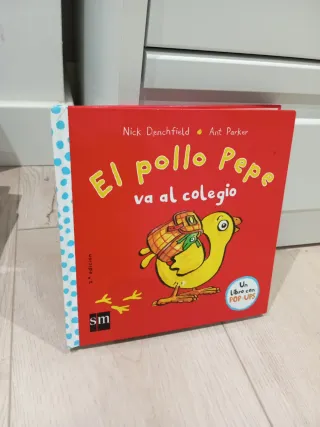 Nick Denchfield • Ant Parker
El pollo Pepe
va al colegio
Un
libro con
POP-UPS
sm